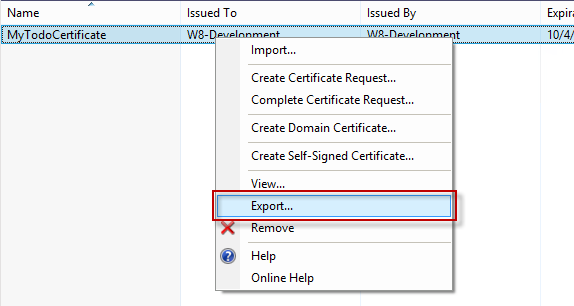 Name Issued To Issued By Expira
MyTodoCertificate W8-Development W8-Development 10/4/
Import...
Create Certificate Request...
Complete Certificate Request...
Create Domain Certificate...
Create Self-Signed Certificate...
View...
Export...
Remove
Help
Online Help